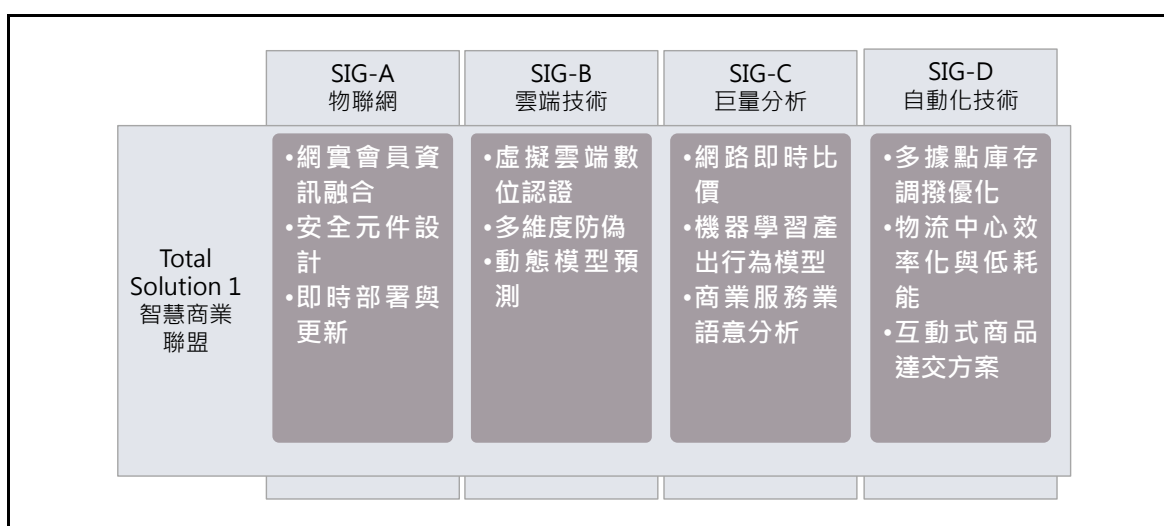 SIG-A
物聯網
SIG-B
雲端技術
SIG-C
巨量分析
SIG-D
自動化技術
Total
Solution 1
智慧商業
聯盟
•網實會員資
訊融合
•安全元件設
計
•即時部署與
更新
•虛擬雲端數
位認證
•多維度防偽
•動態模型預
測
•網路即時比
價
•機器學習產
出行為模型
•商業服務業
語意分析
•多據點庫存
調撥優化
•物流中心效
率化與低耗
能
•互動式商品
達交方案